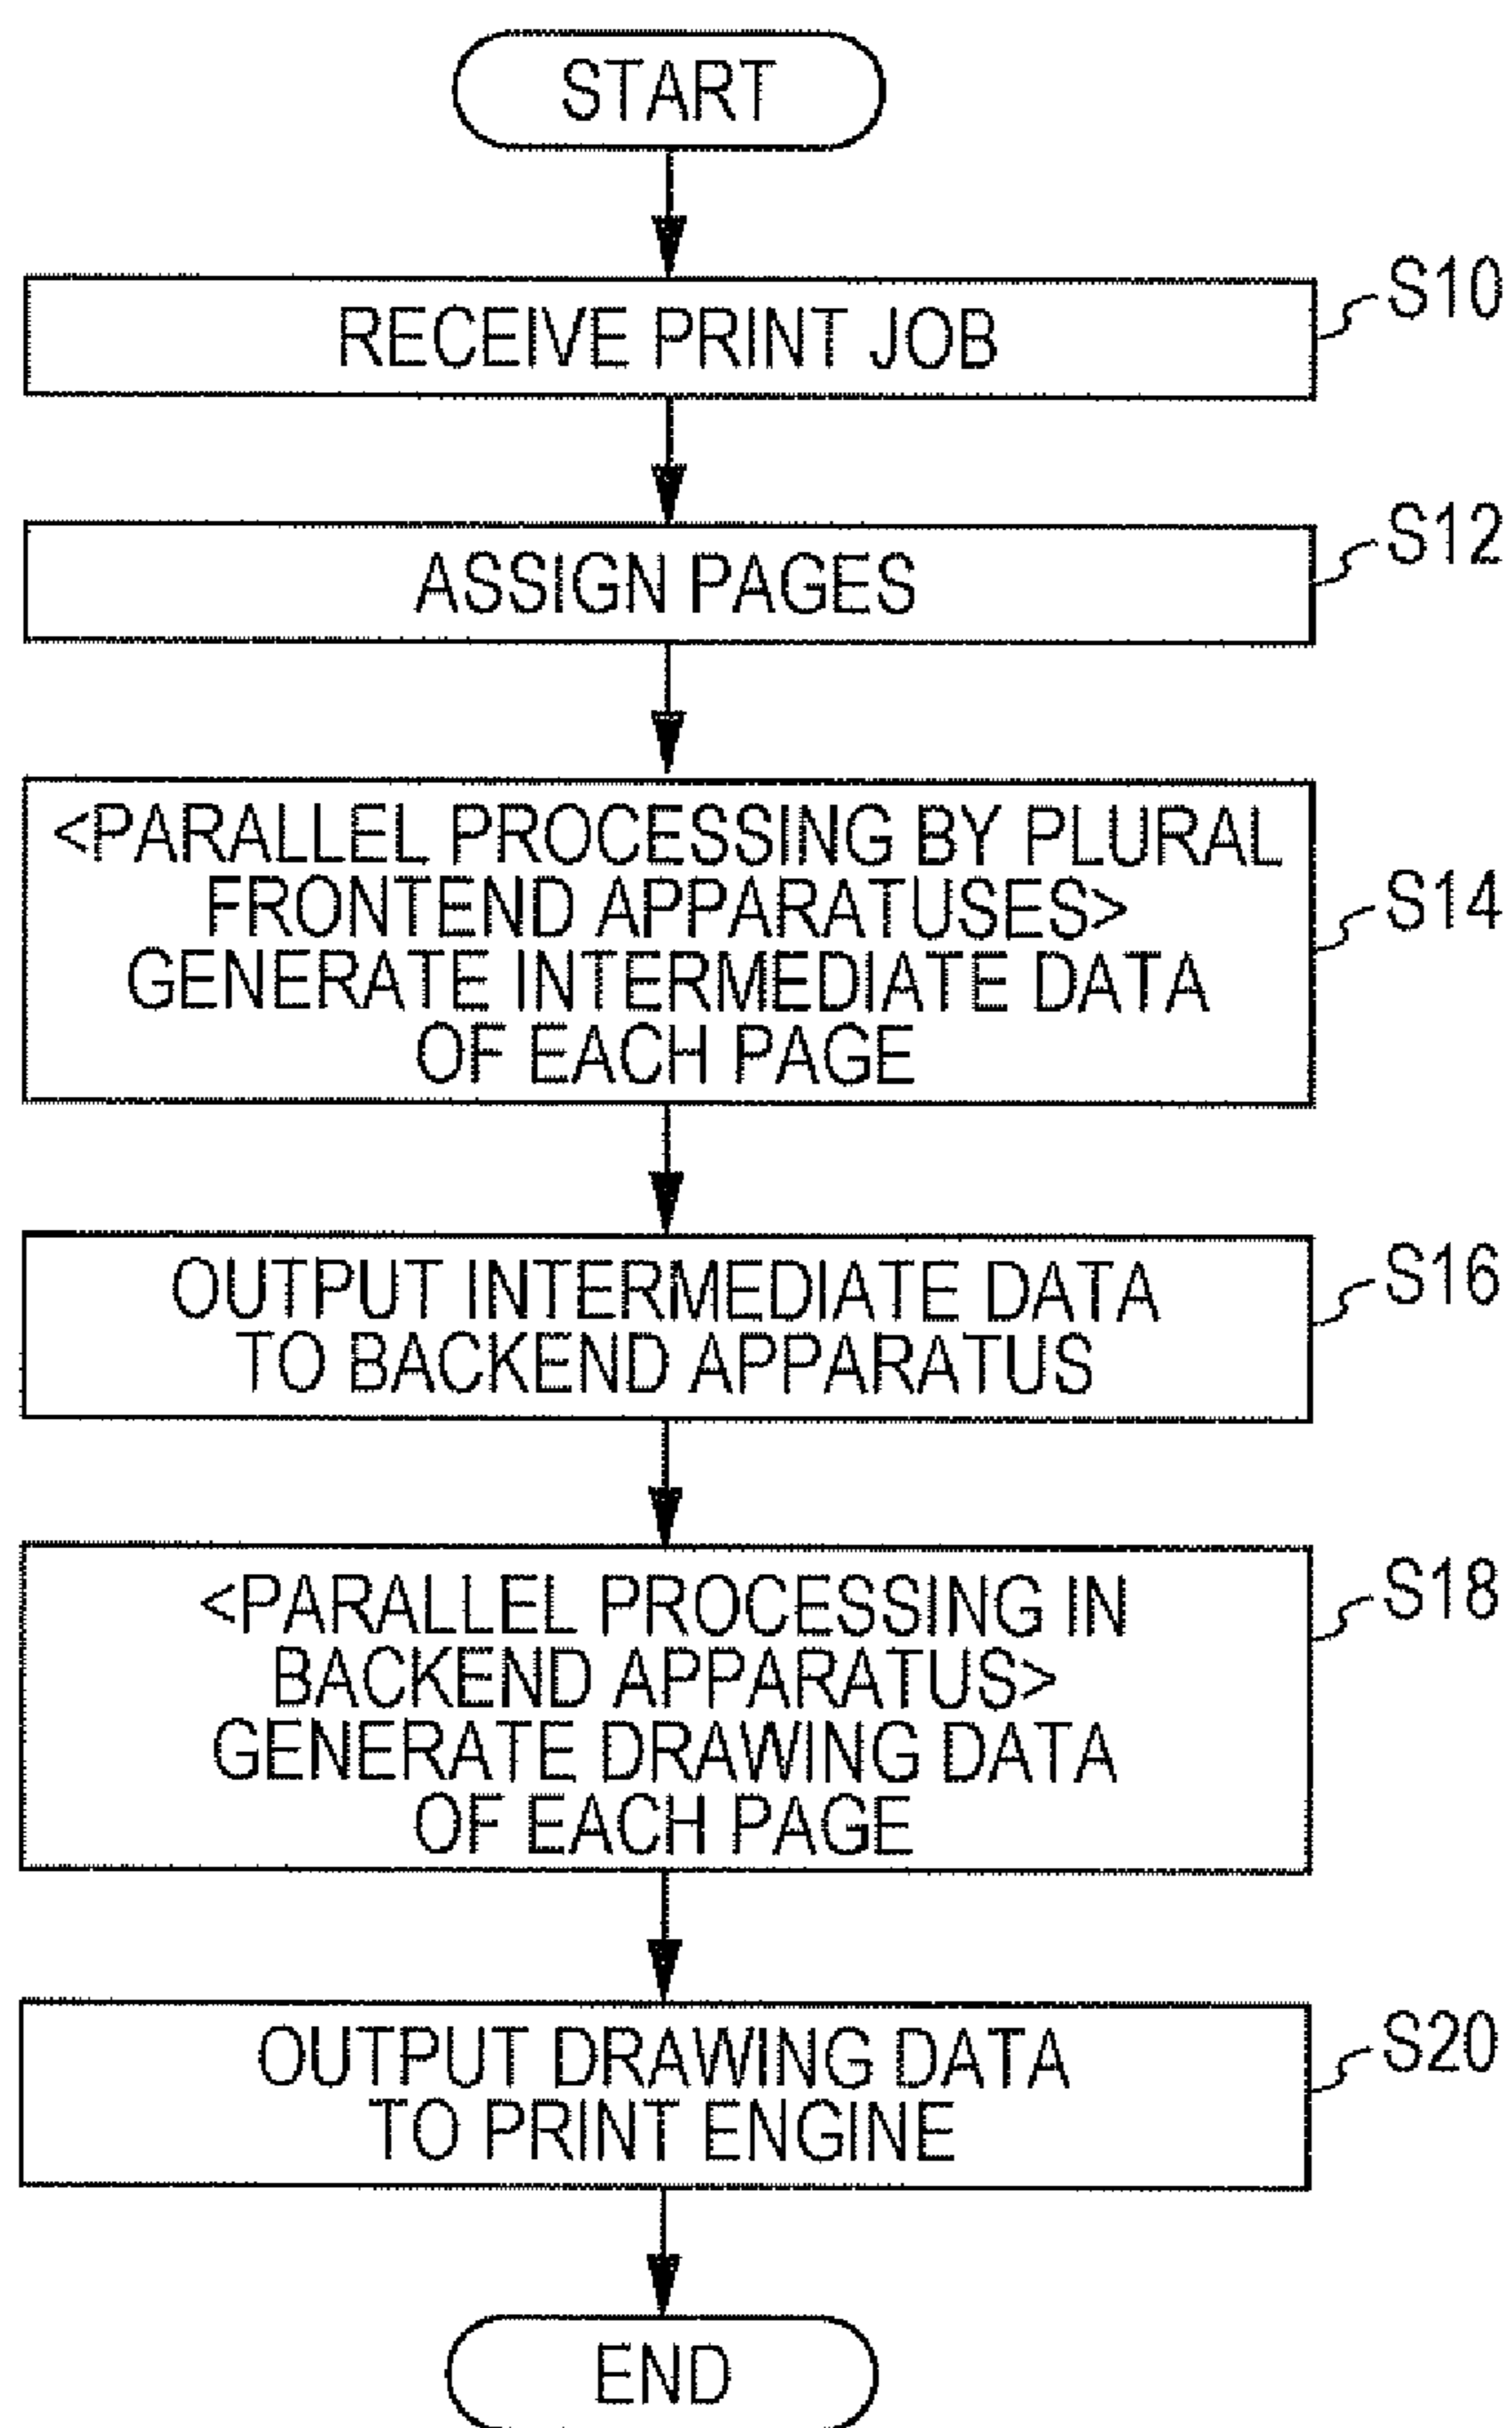 START
RECEIVE PRINT JOB
S10
ASSIGN PAGES
S12
<PARALLEL PROCESSING BY PLURAL
FRONTEND APPARATUSES>
GENERATE INTERMEDIATE DATA
OF EACH PAGE
S14
OUTPUT INTERMEDIATE DATA
TO BACKEND APPARATUS
S16
<PARALLEL PROCESSING IN
BACKEND APPARATUS>
GENERATE DRAWING DATA
OF EACH PAGE
S18
OUTPUT DRAWING DATA
TO PRINT ENGINE
S20
END